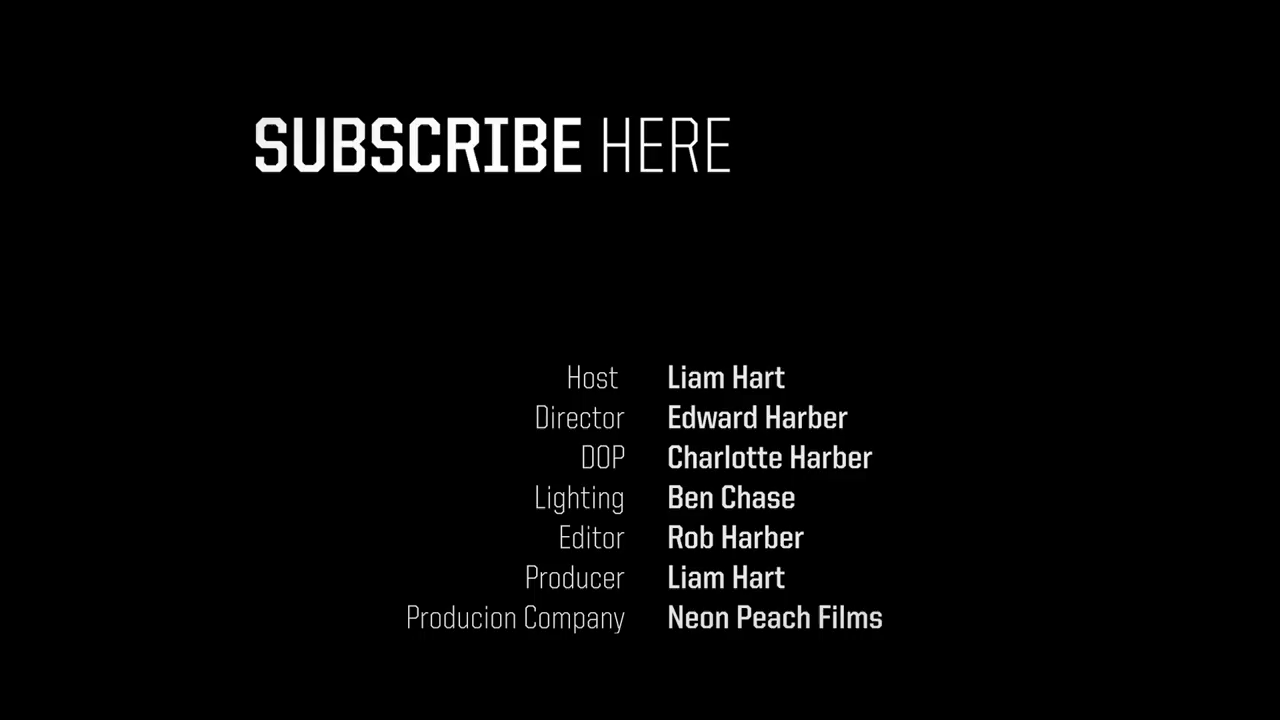 SUBSCRIBE HERE
Host Liam Hart
Director Edward Harber
DOP Charlotte Harber
Lighting Ben Chase
Editor Rob Harber
Producer Liam Hart
Producion Company Neon Peach Films